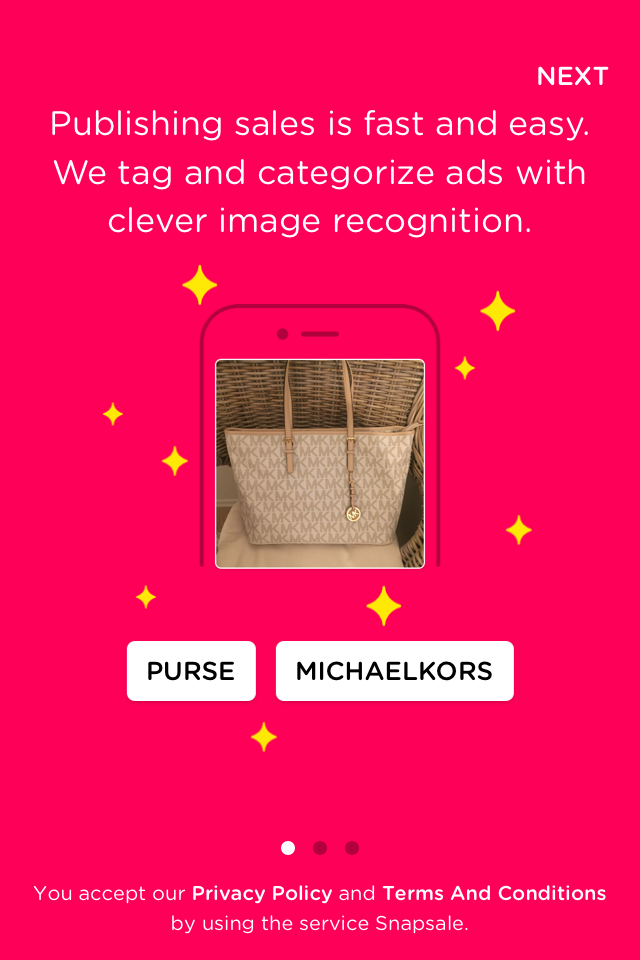 NEXT
Publishing sales is fast and easy.
We tag and categorize ads with
clever image recognition.
MK
PURSE
MICHAELKORS
You accept our Privacy Policy and Terms And Conditions
by using the service Snapsale.